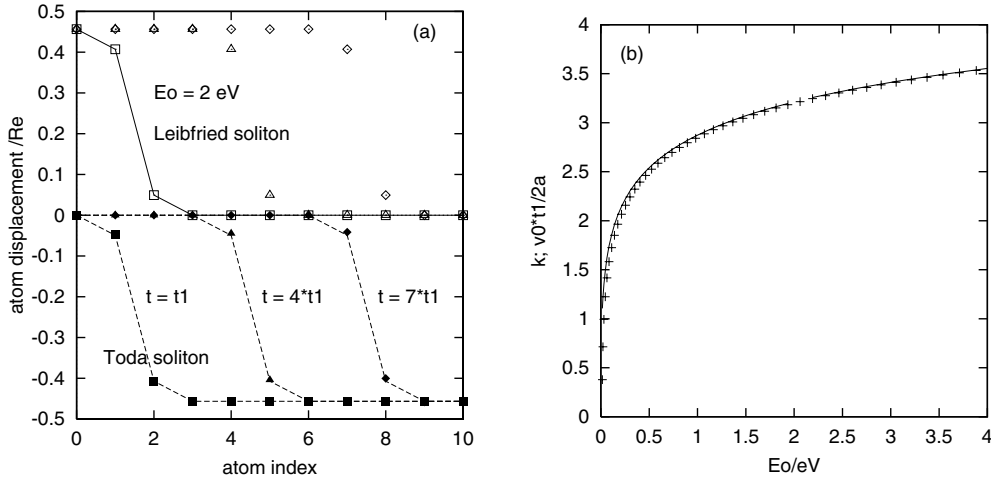 0.5
0.4
0.3
0.2
0.1
0
-0.1
-0.2
-0.3
-0.4
-0.5
atom displacement /Re
(a)
Eo = 2 eV
Leibfried soliton
t = t1
t = 4*t1
t = 7*t1
Toda soliton
0 2 4 6 8 10
atom index
4
3.5
3
2.5
2
1.5
1
0.5
0
k; v0*t1/2a
(b)
0 0.5 1 1.5 2 2.5 3 3.5 4
Eo/eV